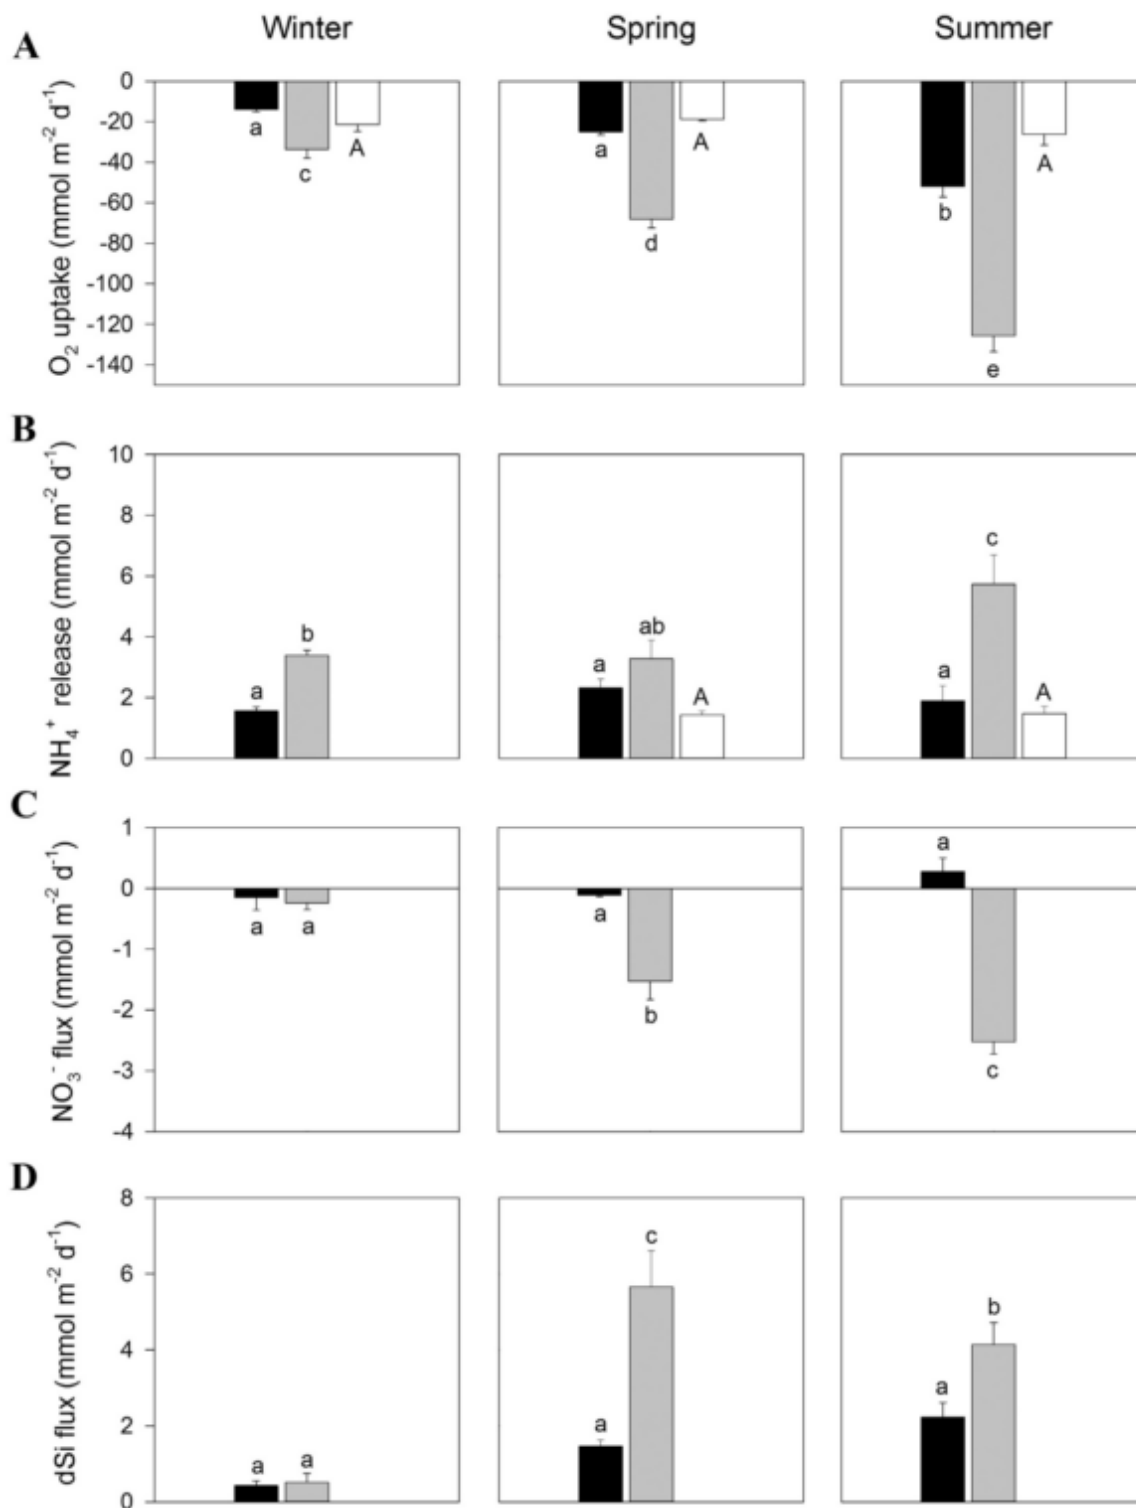 Winter Spring Summer
A
O₂ uptake (mmol m⁻² d⁻¹)
0
-20
-40
-60
-80
-100
-120
-140
a c A
a d A
b e A
B
NH₄⁺ release (mmol m⁻² d⁻¹)
10
8
6
4
2
0
a b
a ab A
a c A
C
NO₃⁻ flux (mmol m⁻² d⁻¹)
1
0
-1
-2
-3
-4
a a
a b
a c
D
dSi flux (mmol m⁻² d⁻¹)
8
6
4
2
0
a a
a c
a b